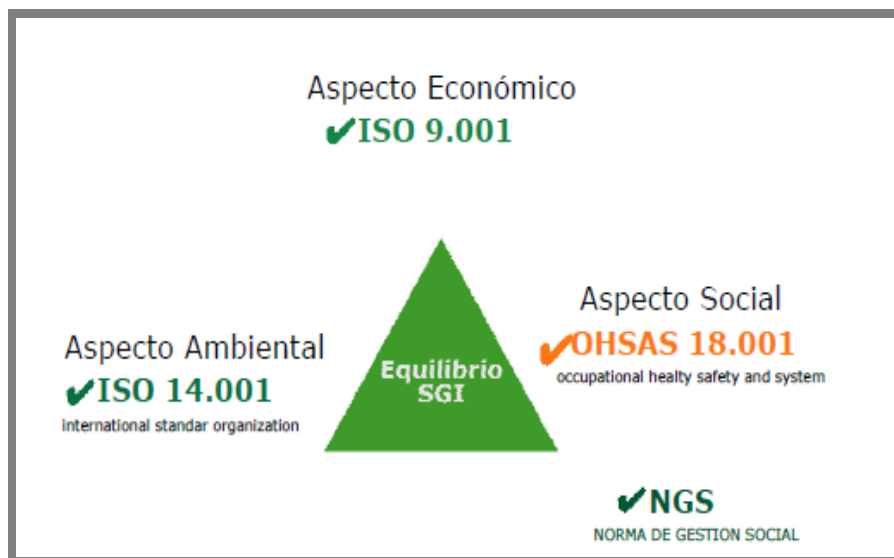 Aspecto Económico
✔ISO 9.001
Aspecto Social
✔OHSAS 18.001
occupational healty safety and system
Aspecto Ambiental
✔ISO 14.001
international standar organization
Equilibrio
SGI
✔NGS
NORMA DE GESTION SOCIAL